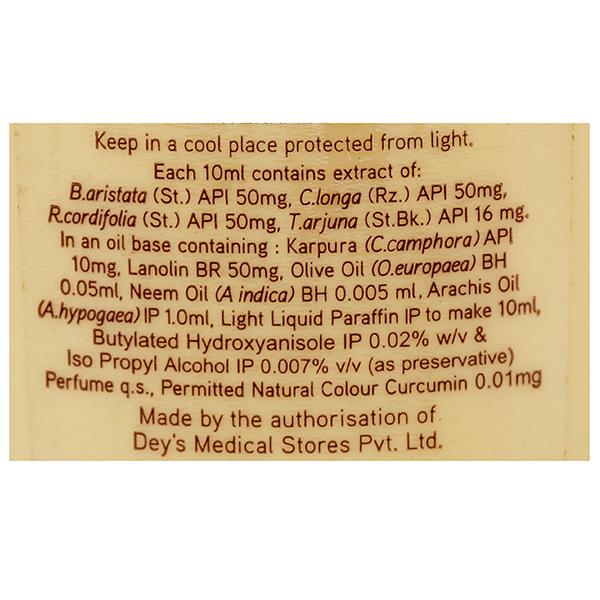 Keep in a cool place protected from light.
Each 10ml contains extract of:
B.aristata (St.) API 50mg, C.longa (Rz.) API 50mg,
R.cordifolia (St.) API 50mg, T.arjuna (St.Bk.) API 16 mg.
In an oil base containing : Karpura (C.camphora) API
10mg, Lanolin BR 50mg, Olive Oil (O.europaea) BH
0.05ml, Neem Oil (A indica) BH 0.005 ml, Arachis Oil
(A.hypogaea) IP 1.0ml, Light Liquid Paraffin IP to make 10ml,
Butylated Hydroxyanisole IP 0.02% w/v &
Iso Propyl Alcohol IP 0.007% v/v (as preservative)
Perfume q.s., Permitted Natural Colour Curcumin 0.01mg
Made by the authorisation of
Dey's Medical Stores Pvt. Ltd.